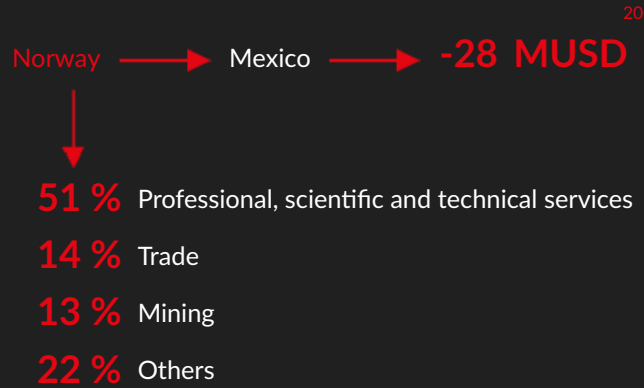 20
Norway Mexico -28 MUSD
51 % Professional, scientific and technical services
14 % Trade
13 % Mining
22 % Others